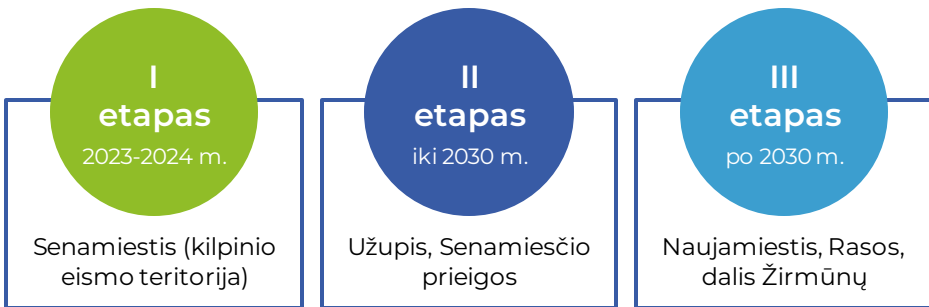 I
etapas
2023-2024 m.
Senamiestis (kilpinio
eismo teritorija)
II
etapas
iki 2030 m.
Užupis, Senamiesčio
prieigos
III
etapas
po 2030 m.
Naujamiestis, Rasos,
dalis Žirmūnų